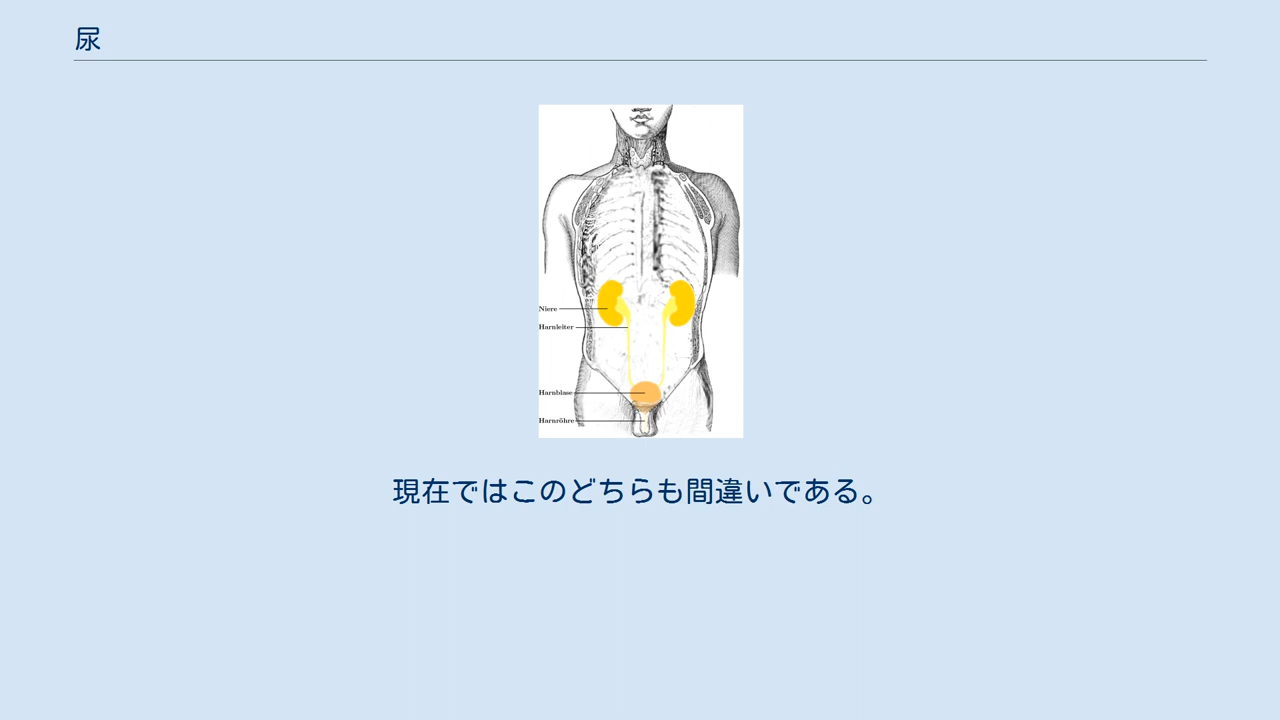 尿
Niere
Harnleiter
Harnblase
Harnröhre
現在ではこのどちらも間違いである。